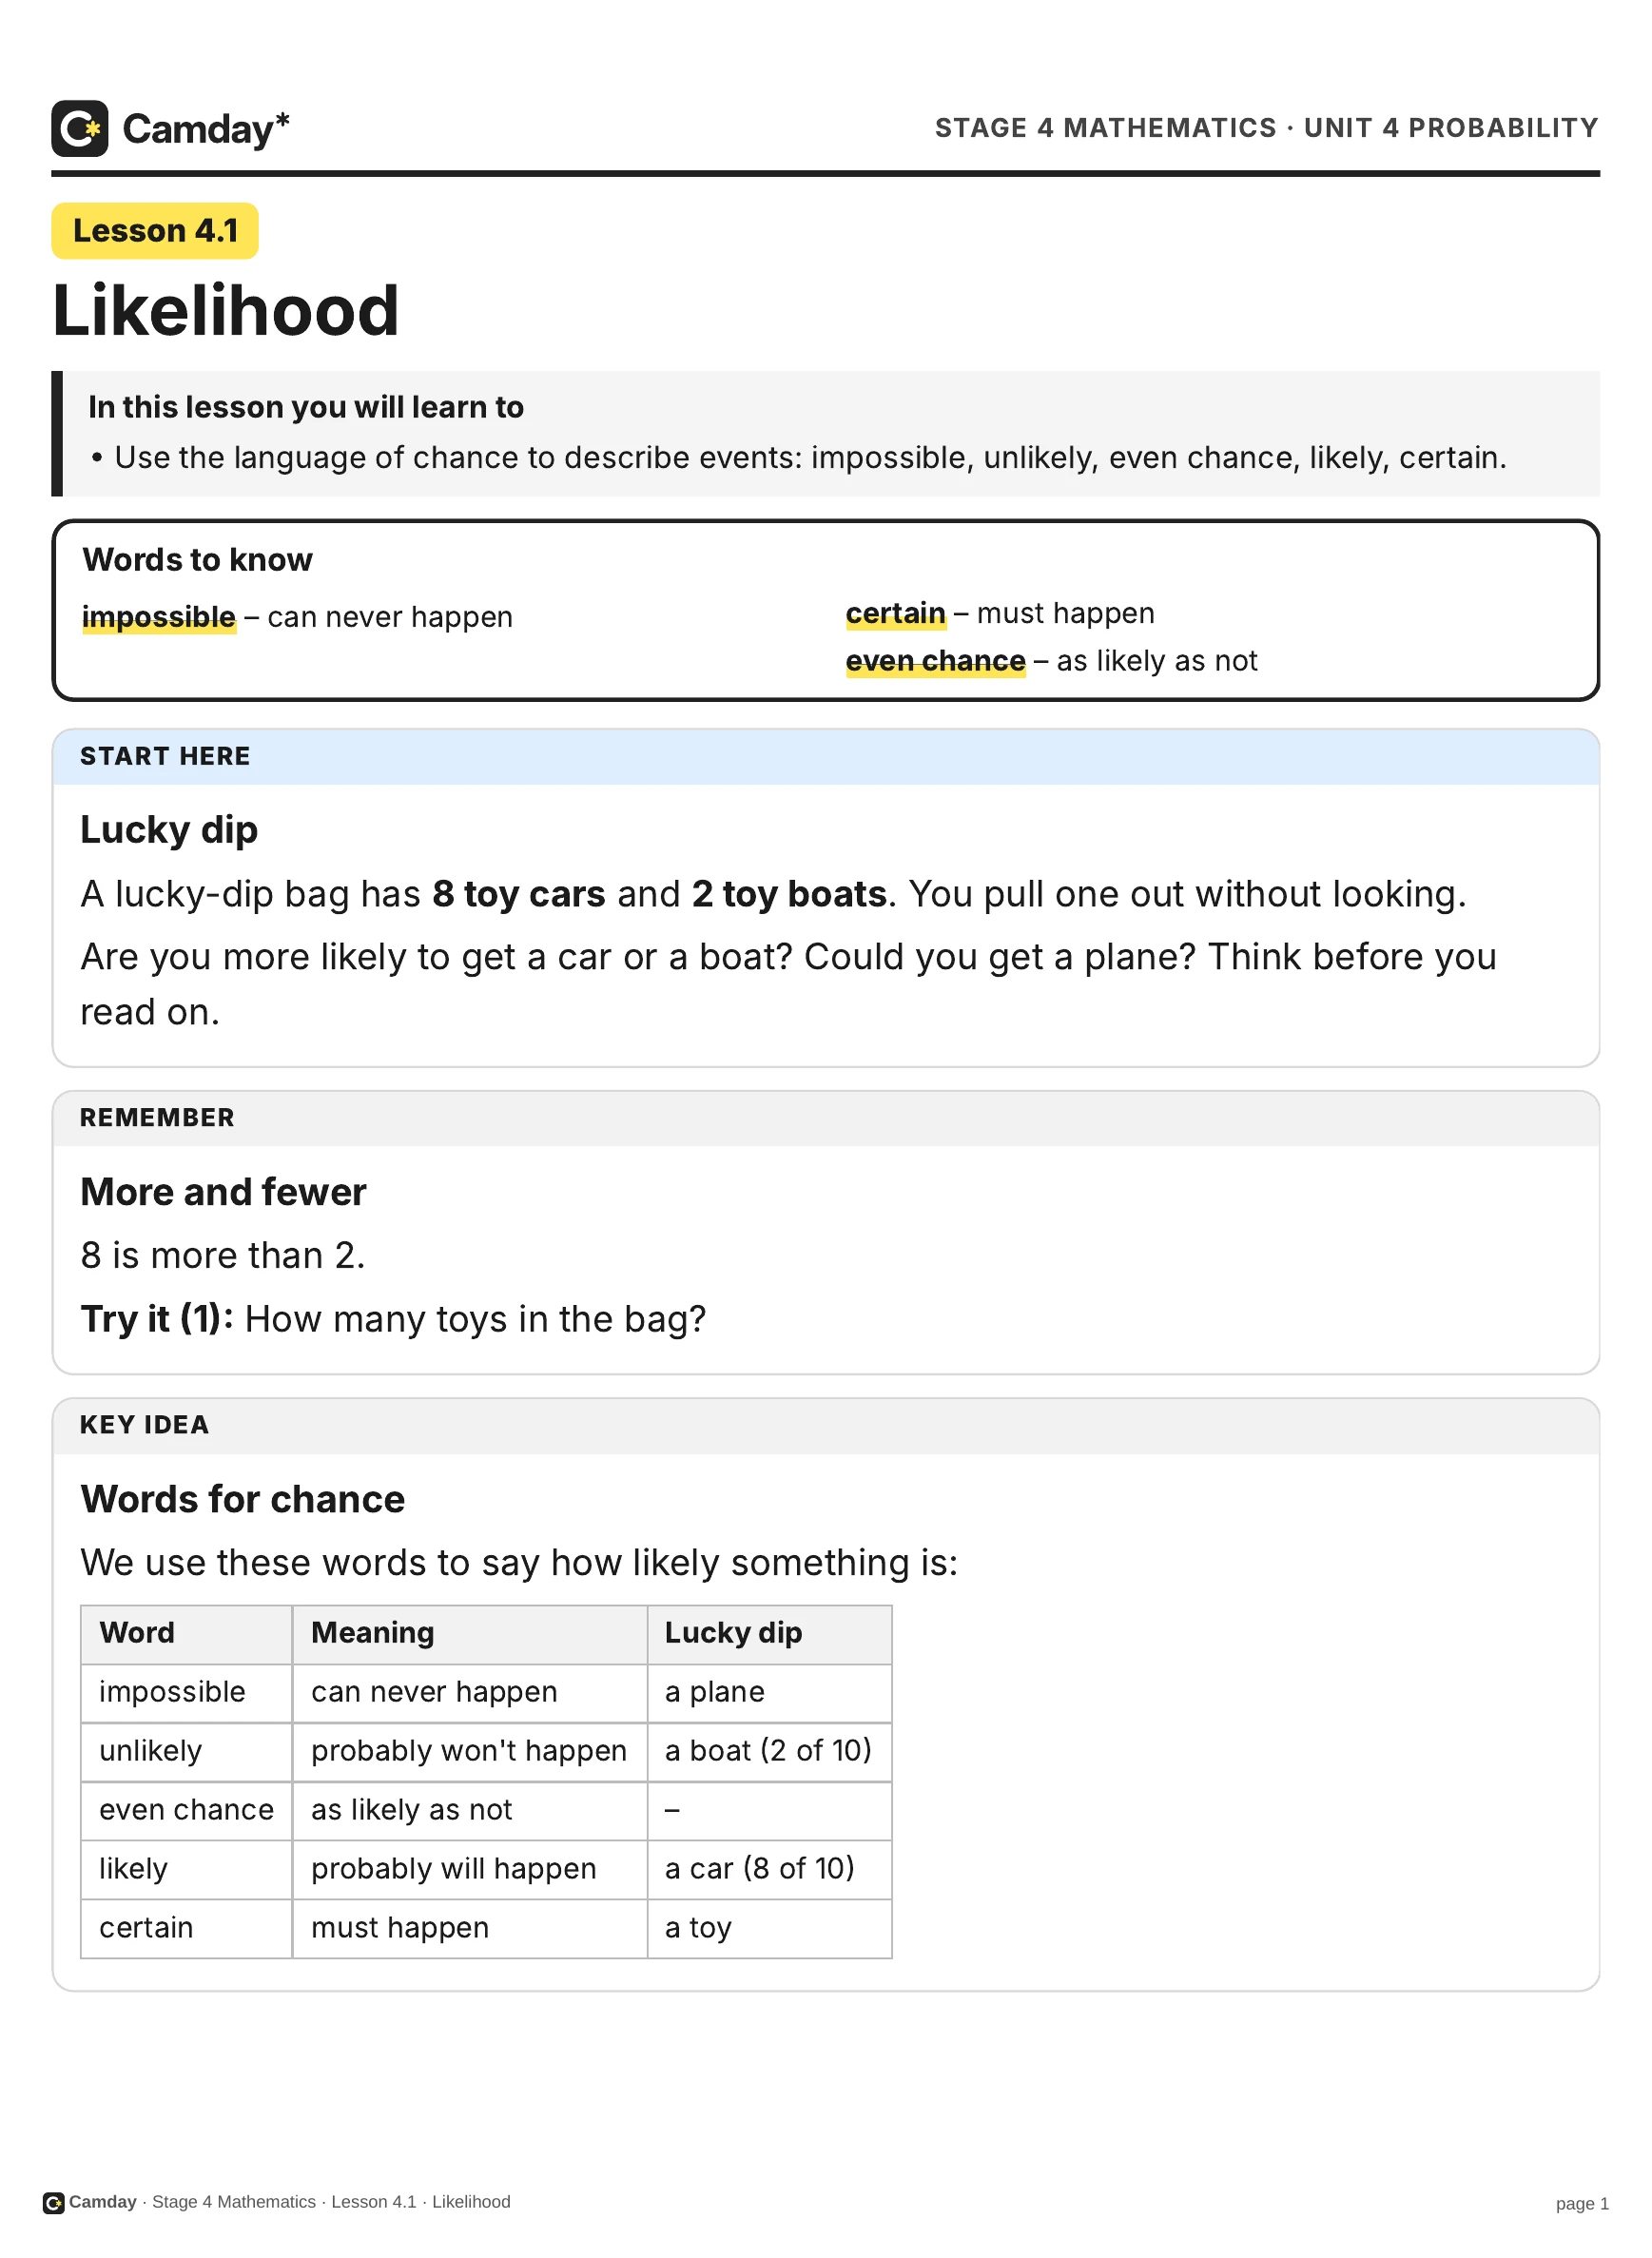 Camday*
STAGE 4 MATHEMATICS · UNIT 4 PROBABILITY
Lesson 4.1
Likelihood
In this lesson you will learn to
• Use the language of chance to describe events: impossible, unlikely, even chance, likely, certain.
Words to know
impossible – can never happen
certain – must happen
even chance – as likely as not
START HERE
Lucky dip
A lucky-dip bag has 8 toy cars and 2 toy boats. You pull one out without looking.
Are you more likely to get a car or a boat? Could you get a plane? Think before you
read on.
REMEMBER
More and fewer
8 is more than 2.
Try it (1): How many toys in the bag?
KEY IDEA
Words for chance
We use these words to say how likely something is:
Word Meaning Lucky dip
impossible can never happen a plane
unlikely probably won't happen a boat (2 of 10)
even chance as likely as not –
likely probably will happen a car (8 of 10)
certain must happen a toy
Camday · Stage 4 Mathematics · Lesson 4.1 · Likelihood
page 1